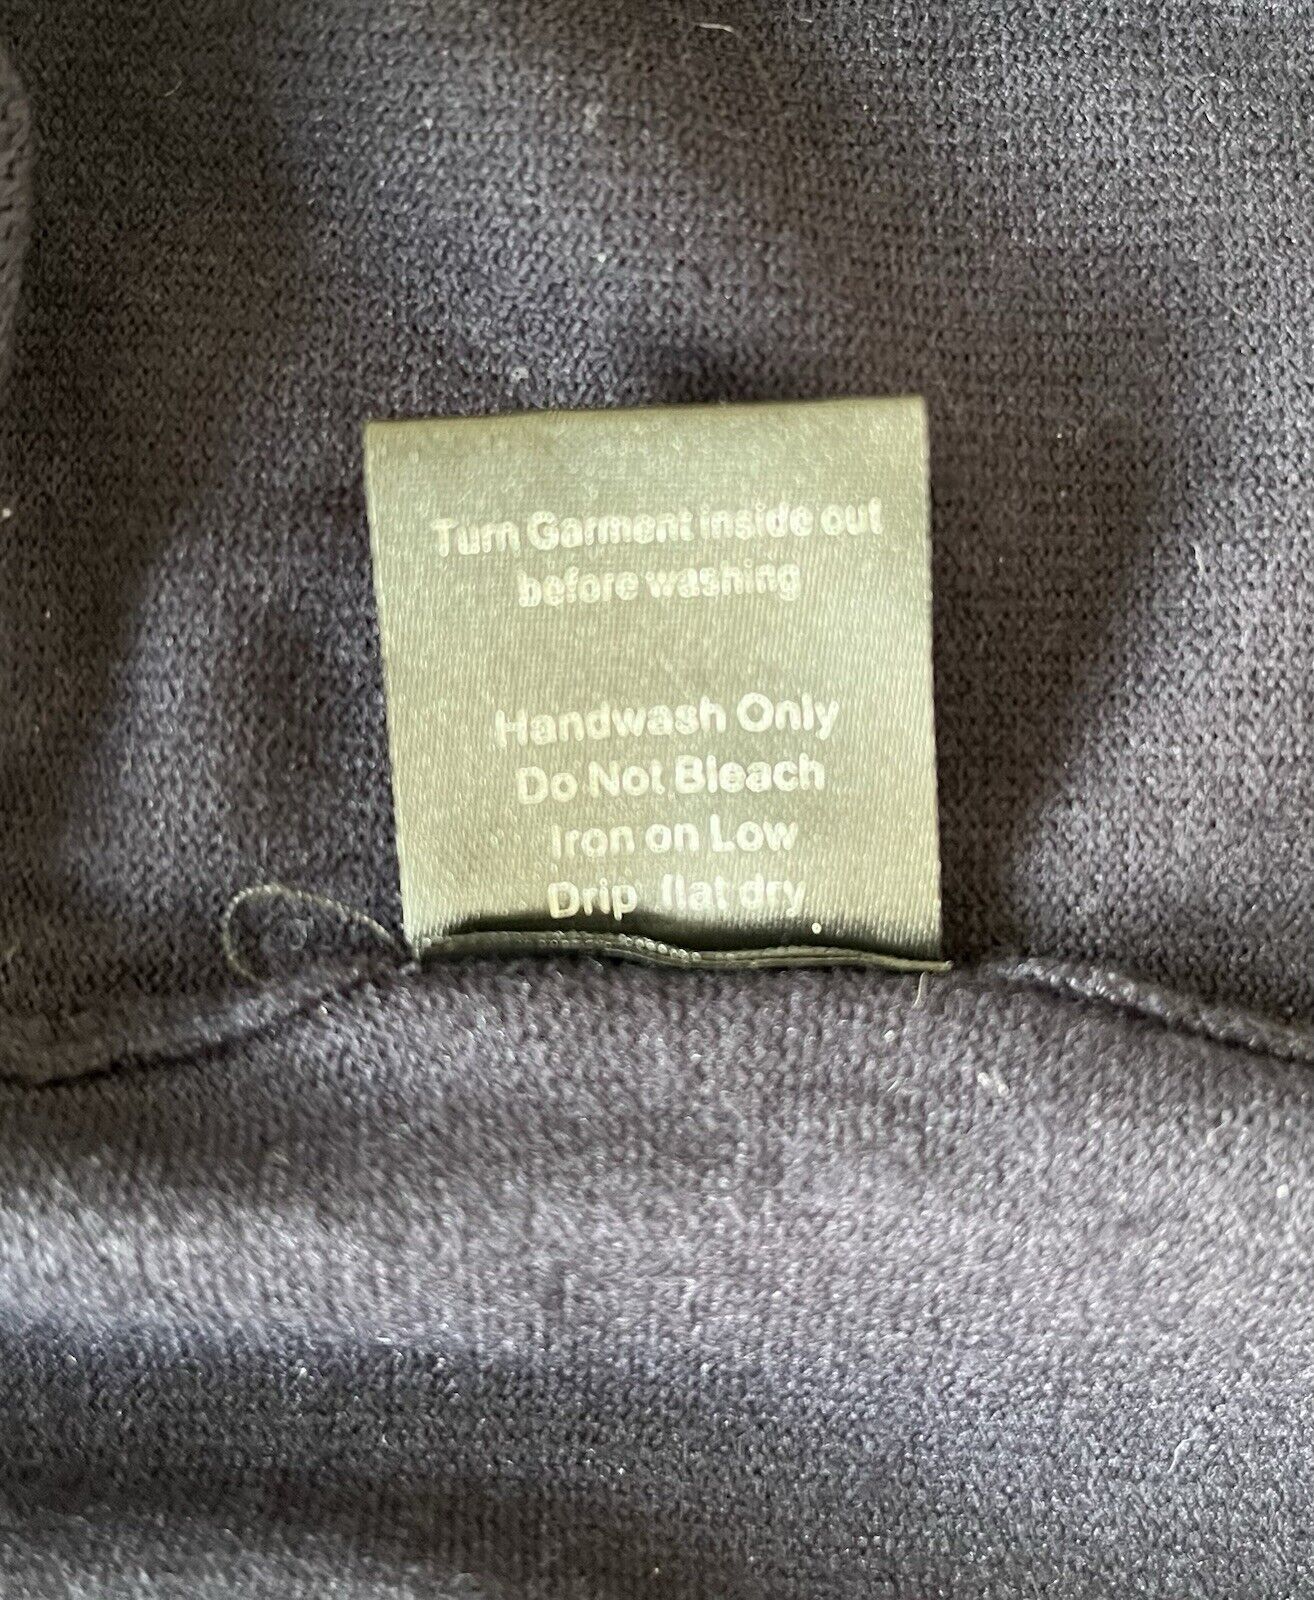 Turn Garment inside out
before washing
Handwash Only
Do Not Bleach
Iron on Low
Drip flat dry